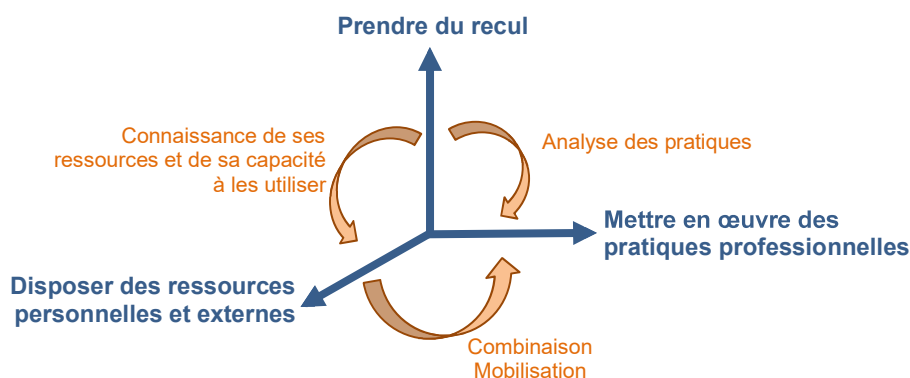 Prendre du recul
Connaissance de ses
ressources et de sa capacité
à les utiliser
Analyse des pratiques
Mettre en œuvre des
pratiques professionnelles
Disposer des ressources
personnelles et externes
Combinaison
Mobilisation